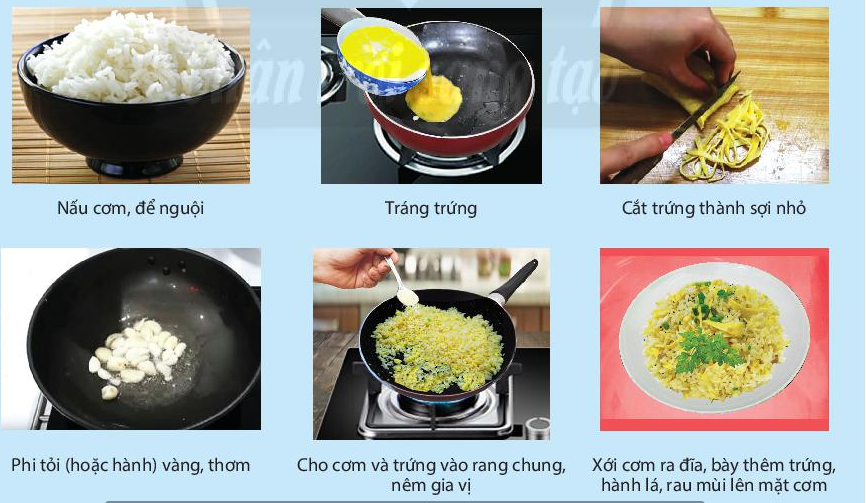 Nấu cơm, để nguội
Tráng trứng
Cắt trứng thành sợi nhỏ
Phi tỏi (hoặc hành) vàng, thơm
Cho cơm và trứng vào rang chung,
nêm gia vị
Xới cơm ra đĩa, bày thêm trứng,
hành lá, rau mùi lên mặt cơm